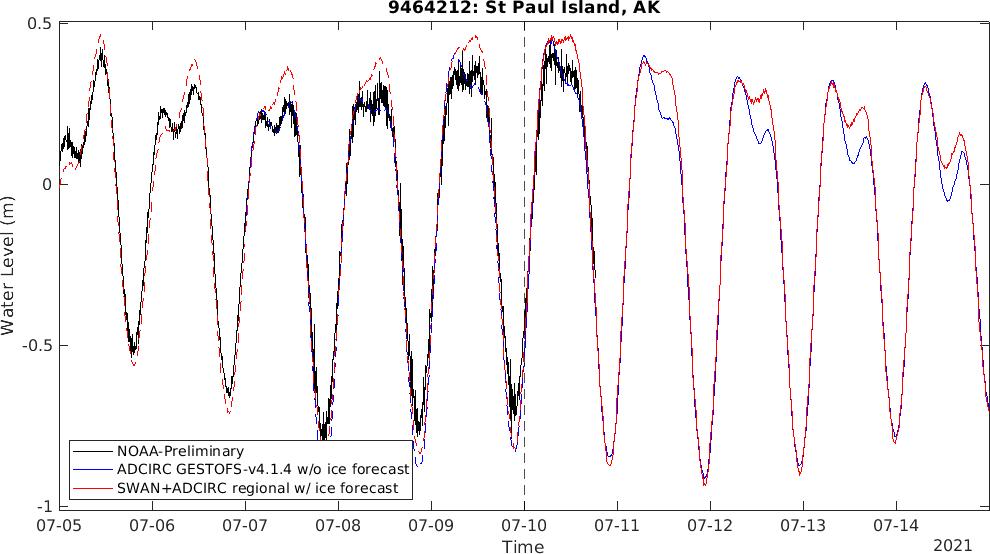 9464212: St Paul Island, AK
0.5
0
-0.5
-1
Water Level (m)
NOAA-Preliminary
ADCIRC GESTOFS-v4.1.4 w/o ice forecast
SWAN+ADCIRC regional w/ ice forecast
07-05 07-06 07-07 07-08 07-09 07-10 07-11 07-12 07-13 07-14
Time
2021